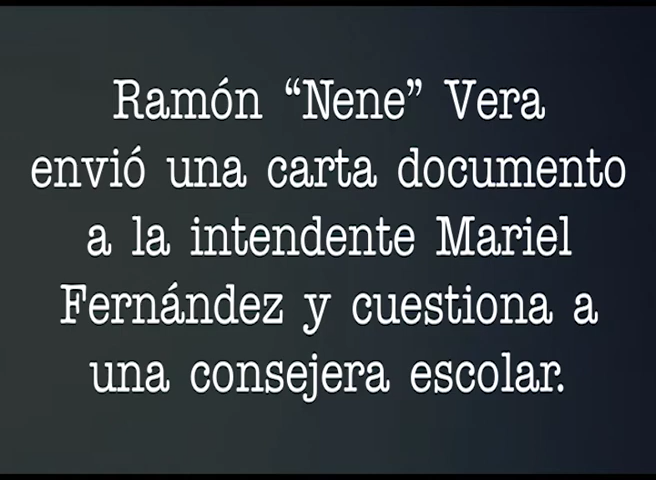 Ramón “Nene” Vera
envió una carta documento
a la intendente Mariel
Fernández y cuestiona a
una consejera escolar.